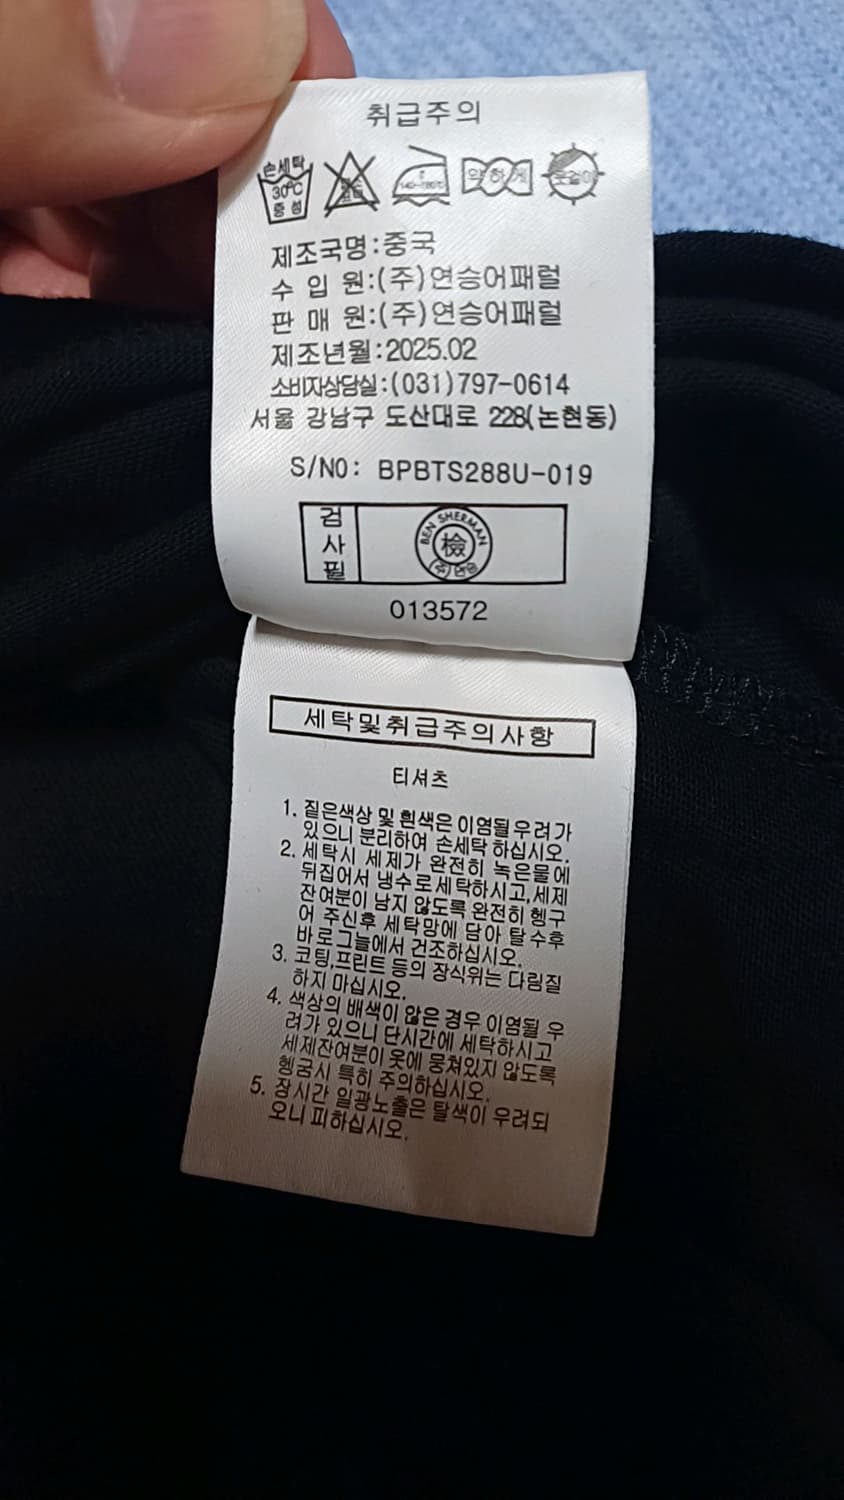 취급주의
손세탁
30℃
중성
140~160℃
약하게
옷걸이
제조국명:중국
수 입 원:(주)연승어패럴
판 매 원:(주)연승어패럴
제조년월:2025.02
소비자상담실:(031)797-0614
서울 강남구 도산대로 228(논현동)
S/NO: BPBTS288U-019
검사필
BEN SHERMAN
檢
(주)연승
013572
세탁및취급주의사항
티셔츠
1. 짙은색상 및 흰색은 이염될우려가
있으니 분리하여 손세탁 하십시오.
2. 세탁시 세제가 완전히 녹은물에
뒤집어서 냉수로세탁하시고,세제
잔여분이 남지 않도록 완전히 헹구
어 주신후 세탁망에 담아 탈수후
바로그늘에서 건조하십시오.
3. 코팅,프린트 등의 장식위는 다림질
하지 마십시오.
4. 색상의 배색이 많은 경우 이염될 우
려가 있으니 단시간에 세탁하시고
세제잔여분이 옷에 뭉쳐있지 않도록
헹굼시 특히 주의하십시오.
5. 장시간 일광노출은 탈색이 우려되
오니 피하십시오.